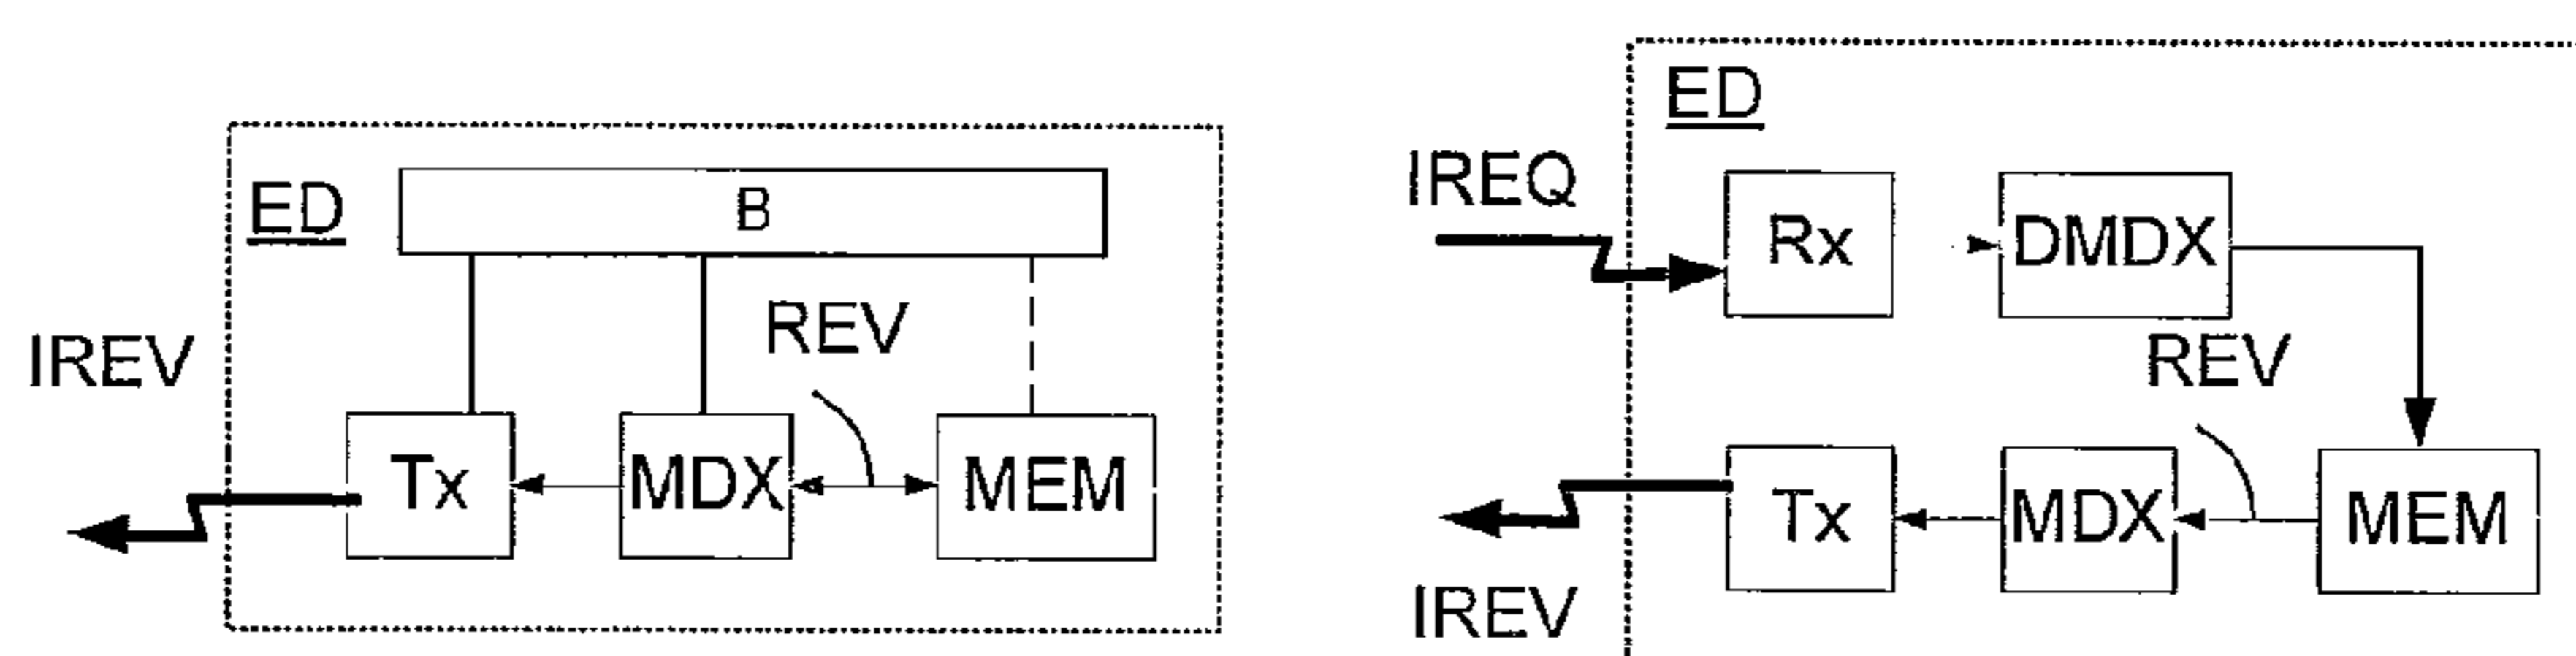 ED
B
REV
IREV
Tx
MDX
MEM
ED
IREQ
Rx
DMDX
REV
Tx
MDX
MEM
IREV